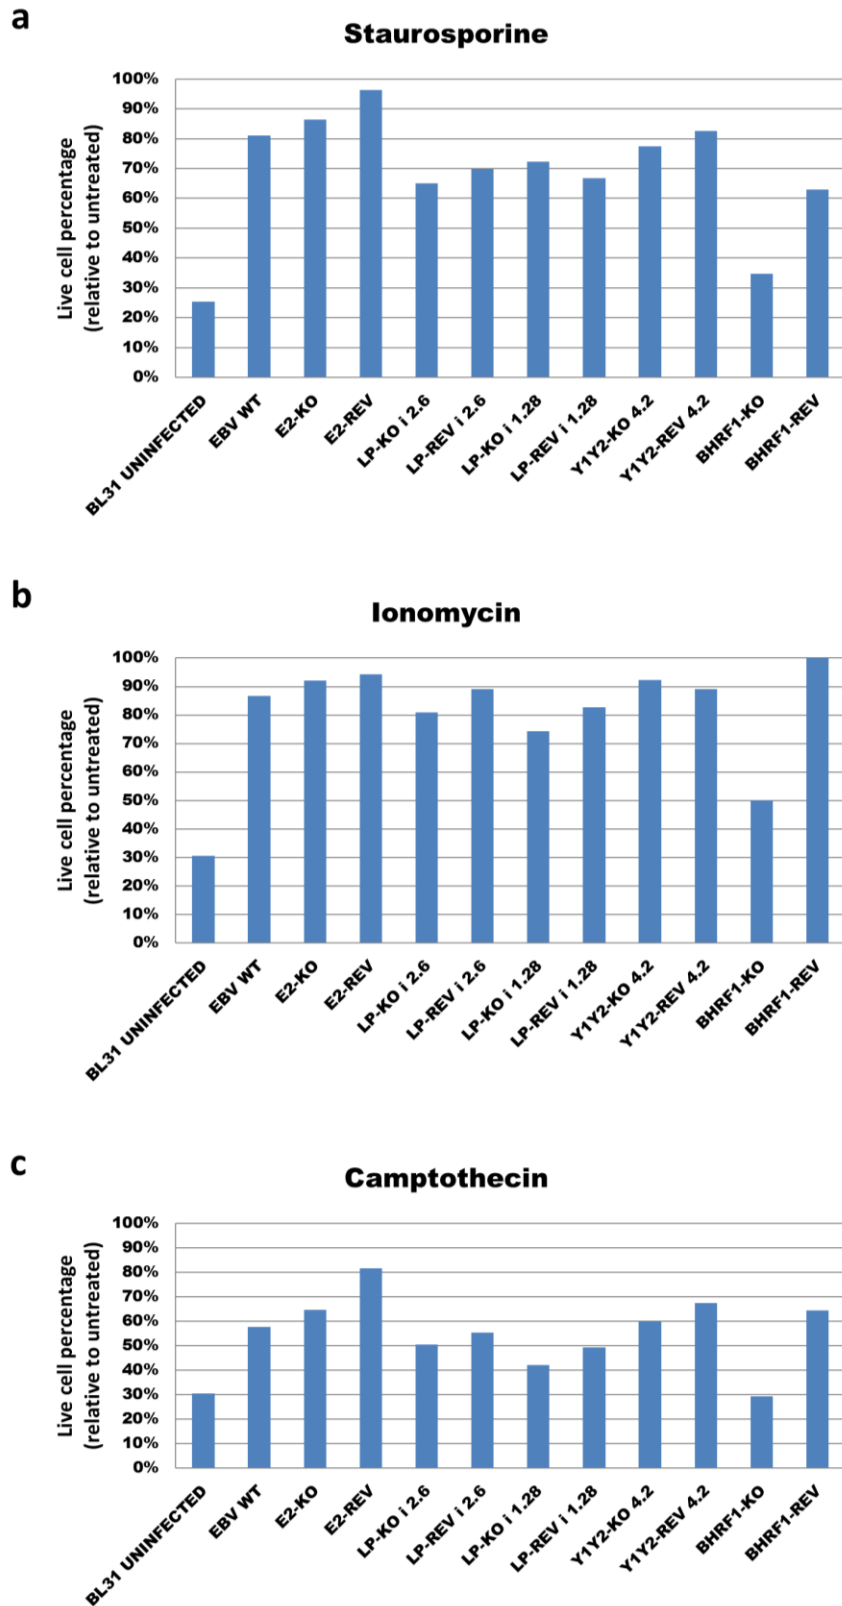 a
Staurosporine
Live cell percentage
(relative to untreated)
100%
90%
80%
70%
60%
50%
40%
30%
20%
10%
0%
BL31 UNINFECTED
EBV WT
E2-KO
E2-REV
LP-KO i 2.6
LP-REV i 2.6
LP-KO i 1.28
LP-REV i 1.28
Y1Y2-KO 4.2
Y1Y2-REV 4.2
BHRF1-KO
BHRF1-REV
b
Ionomycin
Live cell percentage
(relative to untreated)
100%
90%
80%
70%
60%
50%
40%
30%
20%
10%
0%
BL31 UNINFECTED
EBV WT
E2-KO
E2-REV
LP-KO i 2.6
LP-REV i 2.6
LP-KO i 1.28
LP-REV i 1.28
Y1Y2-KO 4.2
Y1Y2-REV 4.2
BHRF1-KO
BHRF1-REV
c
Camptothecin
Live cell percentage
(relative to untreated)
100%
90%
80%
70%
60%
50%
40%
30%
20%
10%
0%
BL31 UNINFECTED
EBV WT
E2-KO
E2-REV
LP-KO i 2.6
LP-REV i 2.6
LP-KO i 1.28
LP-REV i 1.28
Y1Y2-KO 4.2
Y1Y2-REV 4.2
BHRF1-KO
BHRF1-REV